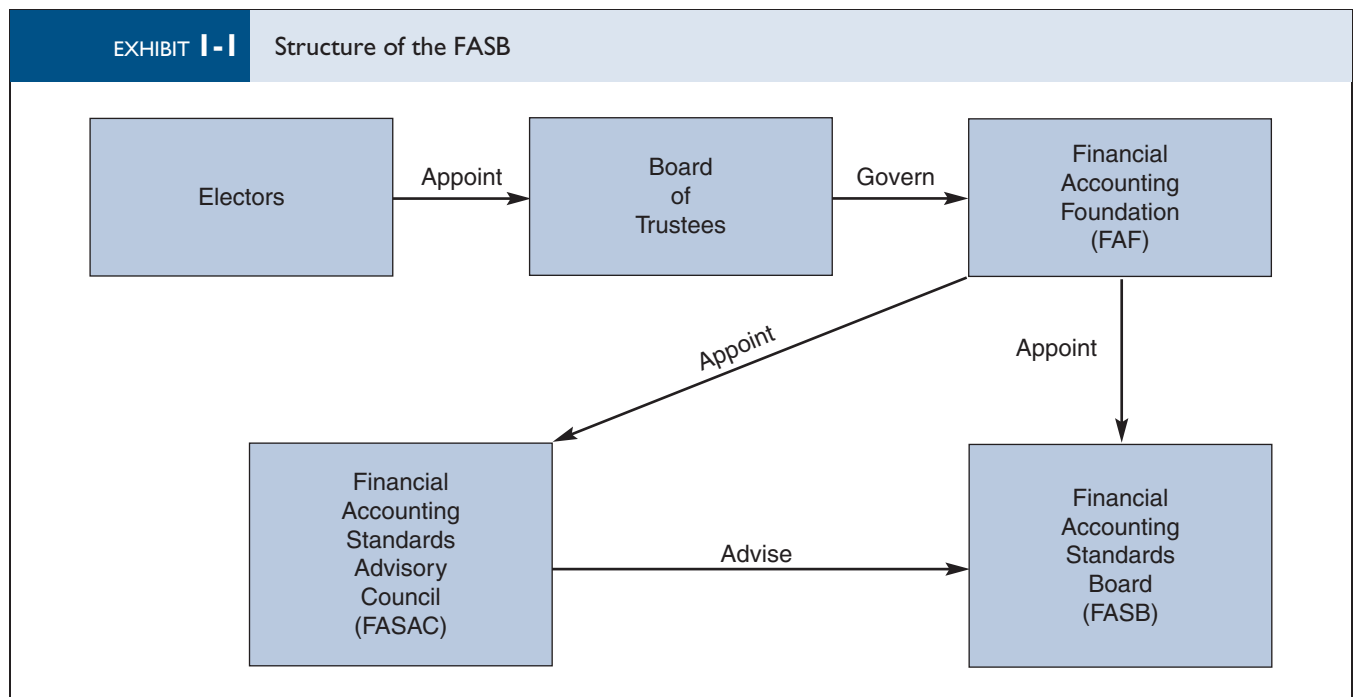 EXHIBIT 1-1 Structure of the FASB
Electors
Appoint
Board
of
Trustees
Govern
Financial
Accounting
Foundation
(FAF)
Appoint
Appoint
Financial
Accounting
Standards
Advisory
Council
(FASAC)
Advise
Financial
Accounting
Standards
Board
(FASB)